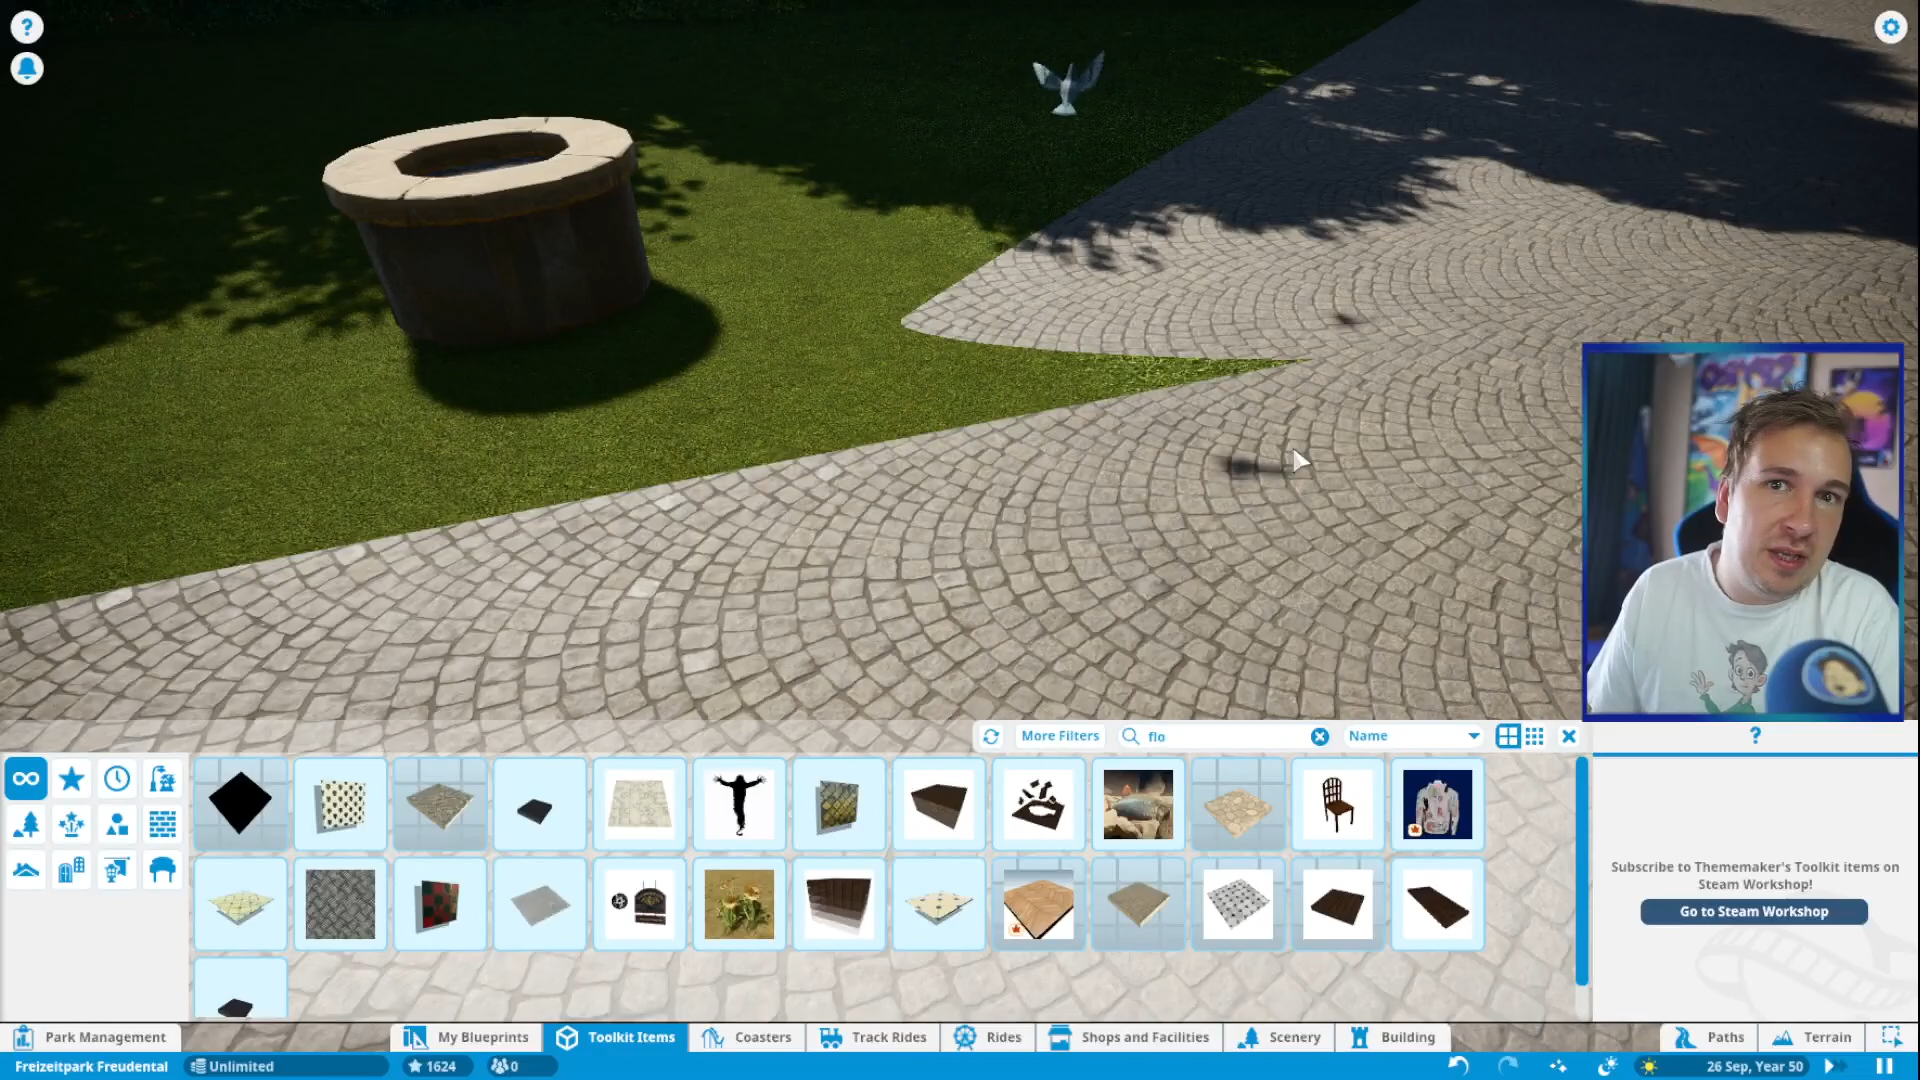 ?
More Filters
flo
Name
?
Subscribe to Thememaker's Toolkit items on
Steam Workshop!
Go to Steam Workshop
Park Management
My Blueprints
Toolkit Items
Coasters
Track Rides
Rides
Shops and Facilities
Scenery
Building
Paths
Terrain
Freizeitpark Freudental
Unlimited
1624
0
26 Sep, Year 50